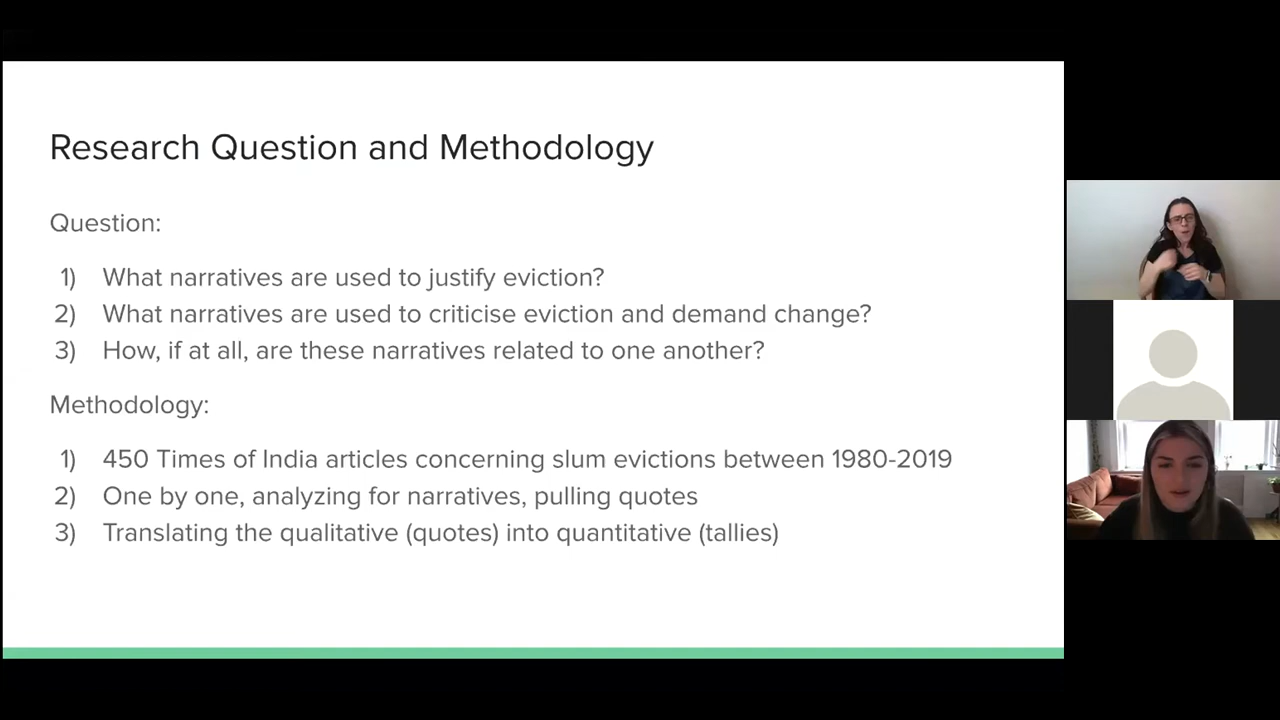 Research Question and Methodology
Question:
1) What narratives are used to justify eviction?
2) What narratives are used to criticise eviction and demand change?
3) How, if at all, are these narratives related to one another?
Methodology:
1) 450 Times of India articles concerning slum evictions between 1980-2019
2) One by one, analyzing for narratives, pulling quotes
3) Translating the qualitative (quotes) into quantitative (tallies)